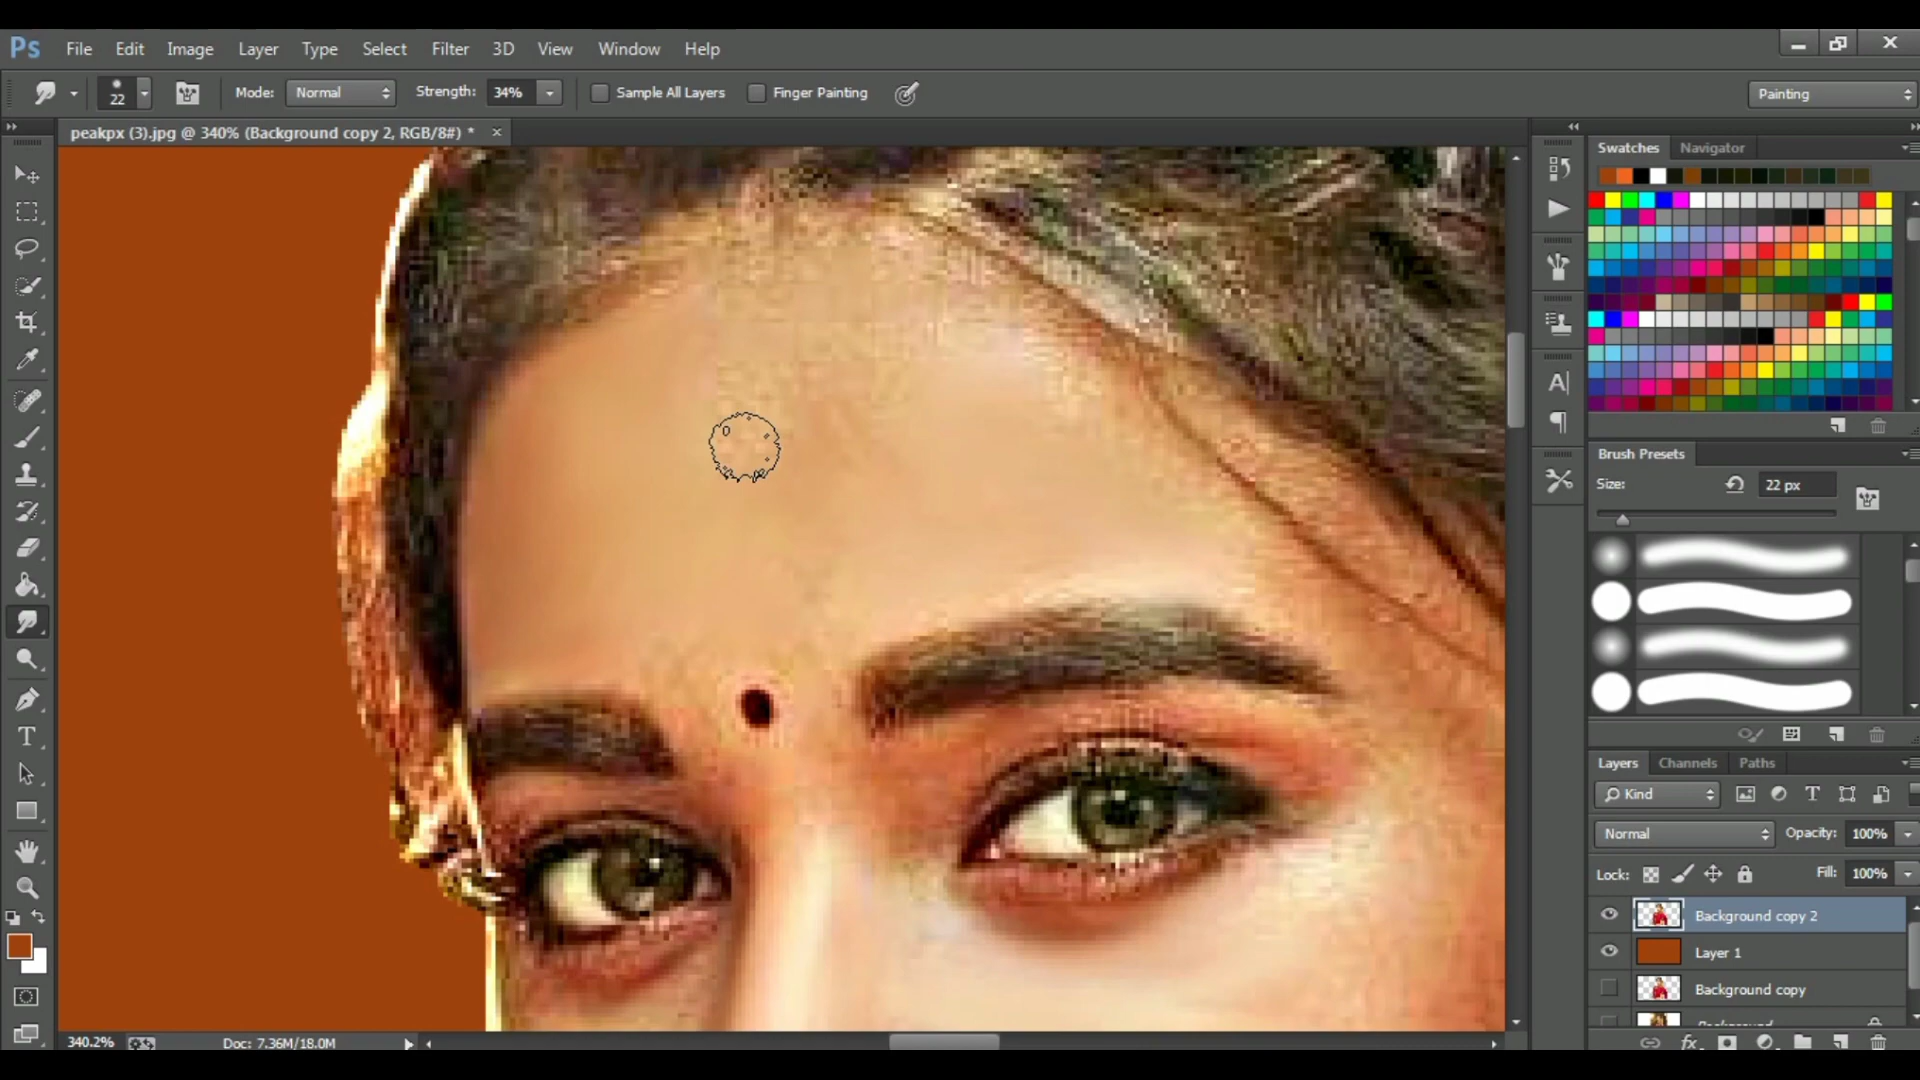 Ps File Edit Image Layer Type Select Filter 3D View Window Help
22 Mode: Normal Strength: 34% Sample All Layers Finger Painting Painting
peakpx (3).jpg @ 340% (Background copy 2, RGB/8#) *
Swatches Navigator
Brush Presets
Size: 22 px
Layers Channels Paths
Kind
Normal Opacity: 100%
Lock: Fill: 100%
Background copy 2
Layer 1
Background copy
Background
340.2% Doc: 7.36M/18.0M